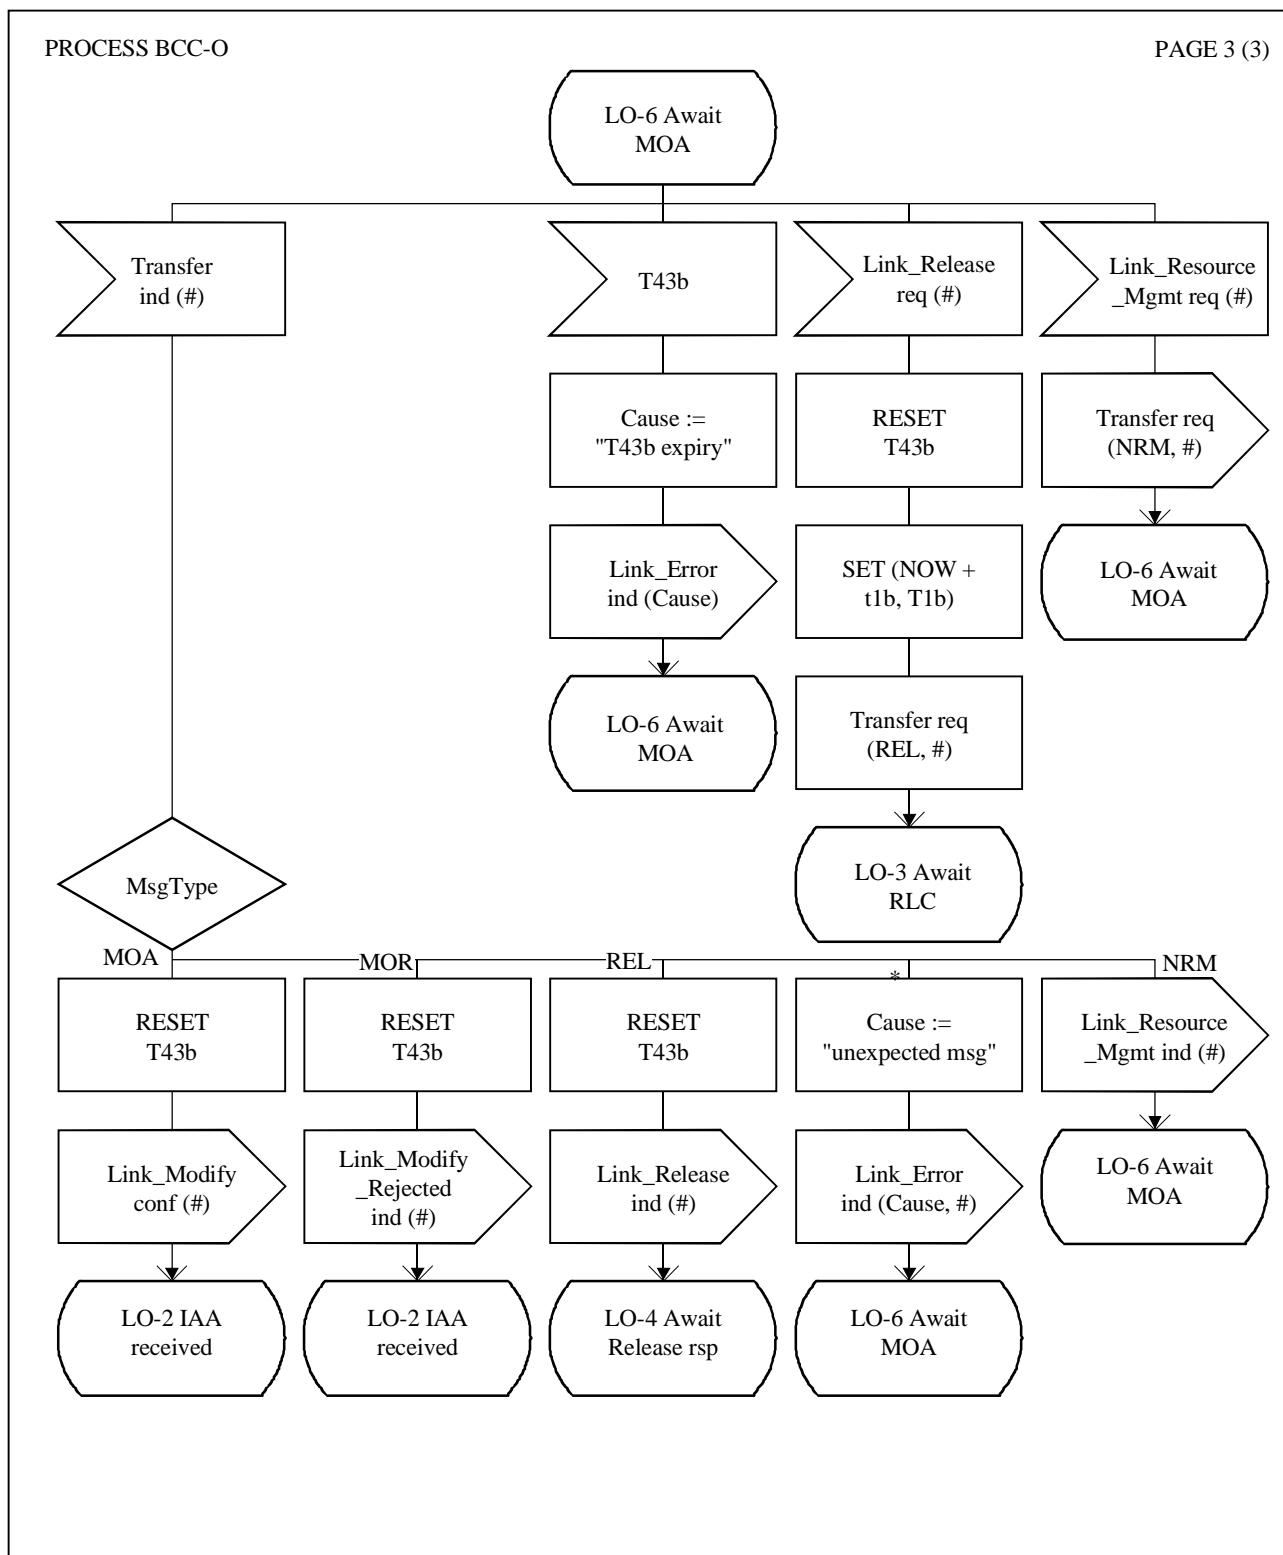 PROCESS BCC-O
PAGE 3 (3)
LO-6 Await
MOA
Transfer
ind (#)
T43b
Link_Release
req (#)
Link_Resource
_Mgmt req (#)
Cause :=
"T43b expiry"
RESET
T43b
Transfer req
(NRM, #)
Link_Error
ind (Cause)
SET (NOW +
t1b, T1b)
LO-6 Await
MOA
LO-6 Await
MOA
Transfer req
(REL, #)
MsgType
LO-3 Await
RLC
MOA
MOR
REL
*
NRM
RESET
T43b
RESET
T43b
RESET
T43b
Cause :=
"unexpected msg"
Link_Resource
_Mgmt ind (#)
Link_Modify
conf (#)
Link_Modify
_Rejected
ind (#)
Link_Release
ind (#)
Link_Error
ind (Cause, #)
LO-6 Await
MOA
LO-2 IAA
received
LO-2 IAA
received
LO-4 Await
Release rsp
LO-6 Await
MOA